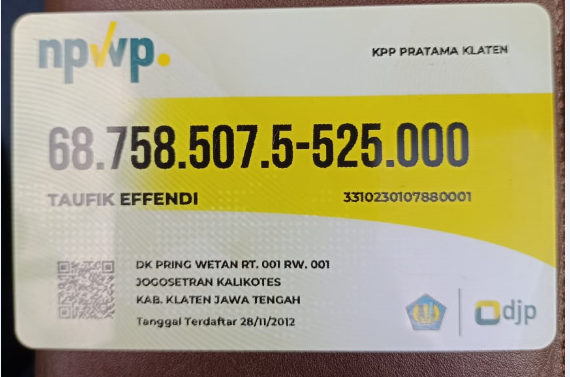 npwp.
KPP PRATAMA KLATEN
68.758.507.5-525.000
TAUFIK EFFENDI
3310230107880001
DK PRING WETAN RT. 001 RW. 001
JOGOSETRAN KALIKOTES
KAB. KLATEN JAWA TENGAH
Tanggal Terdaftar 28/11/2012
djp